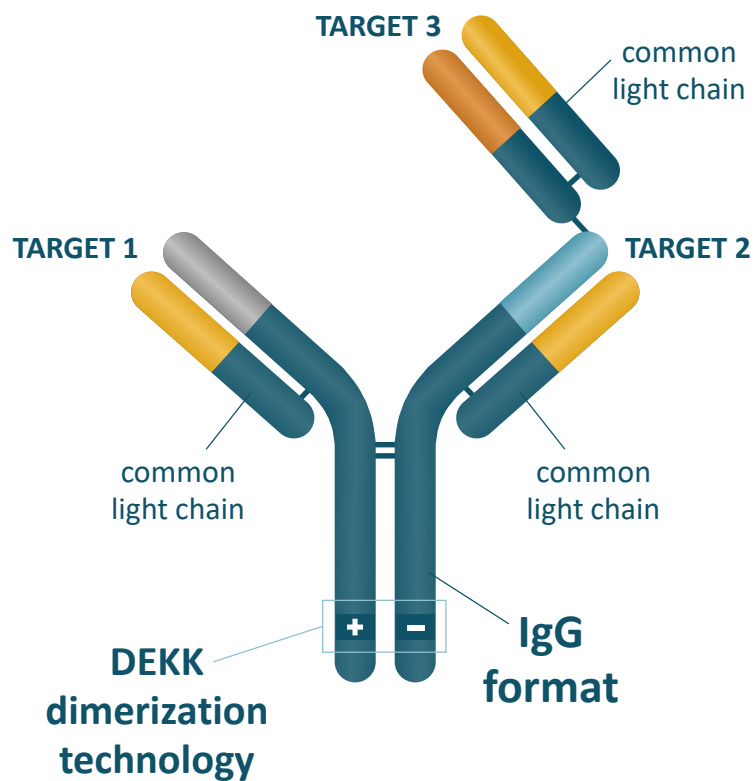 TARGET 3
common
light chain
TARGET 1
TARGET 2
common
light chain
common
light chain
+
−
DEKK
dimerization
technology
IgG
format